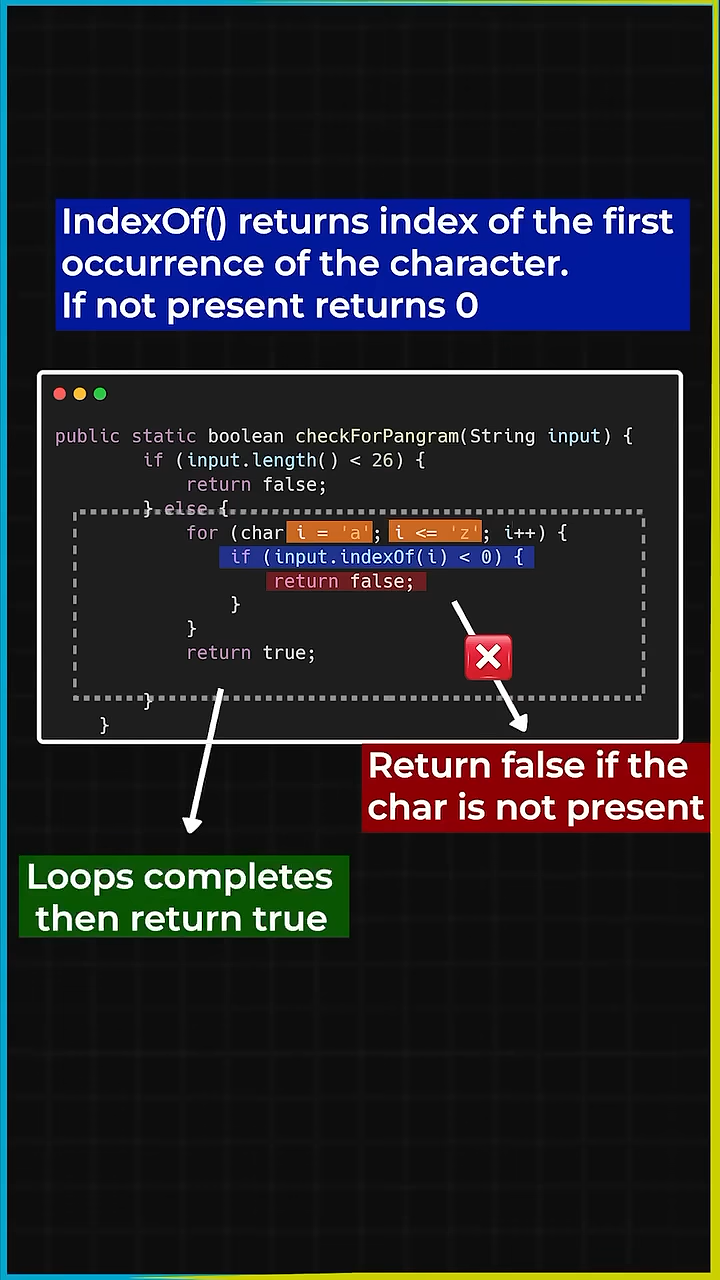 IndexOf() returns index of the first
occurrence of the character.
If not present returns 0
public static boolean checkForPangram(String input) {
if (input.length() < 26) {
return false;
} else {
for (char i = 'a'; i <= 'z'; i++) {
if (input.indexOf(i) < 0) {
return false;
}
}
return true;
}
}
Return false if the
char is not present
Loops completes
then return true